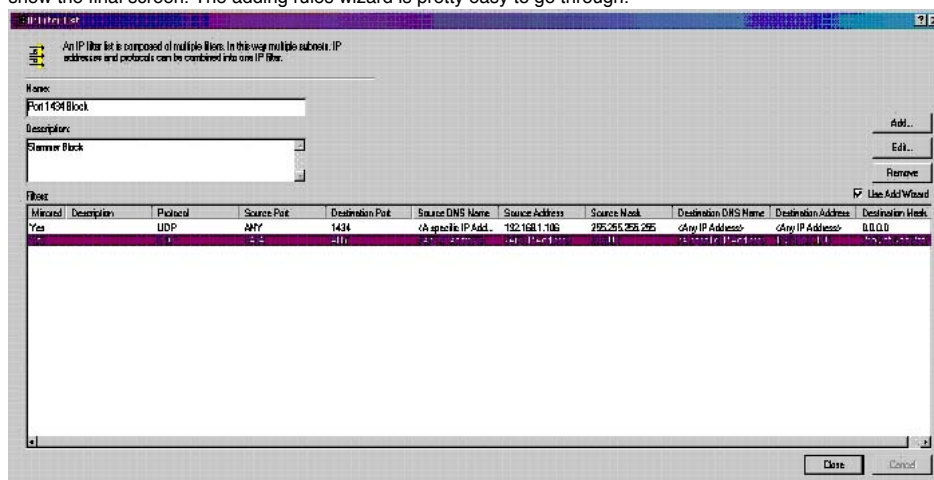 show the final screen. The adding rules wizard is pretty easy to go through.
IP Filter List
An IP filter list is composed of multiple filters. In this way multiple subnets, IP
addresses and protocols can be combined into one IP filter.
Name:
Port 1434 Block
Description:
Slammer Block
Add...
Edit...
Remove
Use Add Wizard
Filters:
Mirrored Description Protocol Source Port Destination Port Source DNS Name Source Address Source Mask Destination DNS Name Destination Address Destination Mask
Yes UDP ANY 1434 <A specific IP Add... 192.168.1.106 255.255.255.255 <Any IP Address> <Any IP Address> 0.0.0.0
Close Cancel